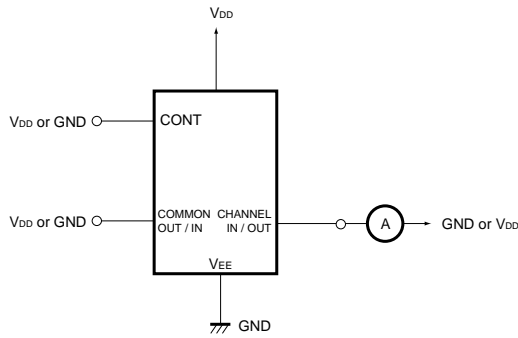 VDD
VDD or GND
CONT
VDD or GND
COMMON
OUT / IN
CHANNEL
IN / OUT
A
GND or VDD
VEE
GND